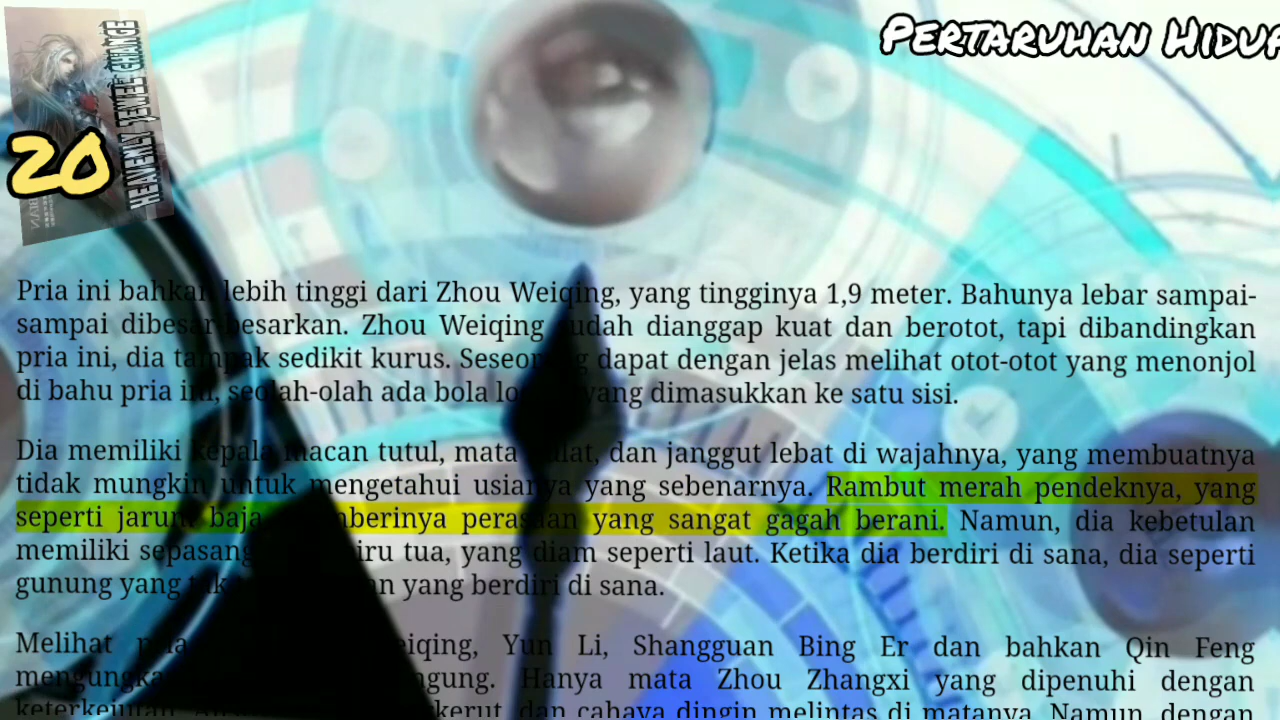 PERTARUHAN HIDUP
HEAVENLY JEWEL CHANGE
20
Pria ini bahkan lebih tinggi dari Zhou Weiqing, yang tingginya 1,9 meter. Bahunya lebar sampai-
sampai dibesar-besarkan. Zhou Weiqing sudah dianggap kuat dan berotot, tapi dibandingkan
pria ini, dia tampak sedikit kurus. Seseorang dapat dengan jelas melihat otot-otot yang menonjol
di bahu pria ini, seolah-olah ada bola yang dimasukkan ke satu sisi.
Dia memiliki kepala macan tutul, mata bulat, dan janggut lebat di wajahnya, yang membuatnya
tidak mungkin untuk mengetahui usianya yang sebenarnya. Rambut merah pendeknya, yang
seperti jarum baja, memberinya perasaan yang sangat gagah berani. Namun, dia kebetulan
memiliki sepasang biru tua, yang diam seperti laut. Ketika dia berdiri di sana, dia seperti
gunung yang yang berdiri di sana.
Melihat Weiqing, Yun Li, Shangguan Bing Er dan bahkan Qin Feng
Hanya mata Zhou Zhangxi yang dipenuhi dengan
keterkejutan. dan cahaya dingin melintas di matanya. Namun, dengan